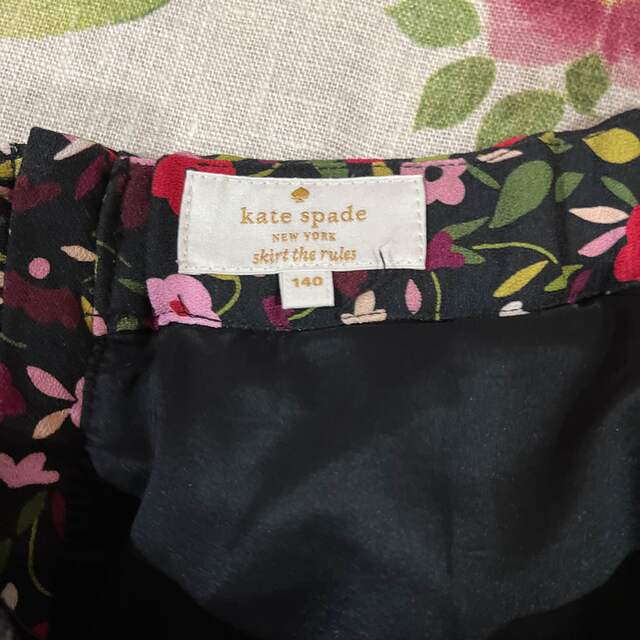 kate spade
NEW YORK
skirt the rules
140